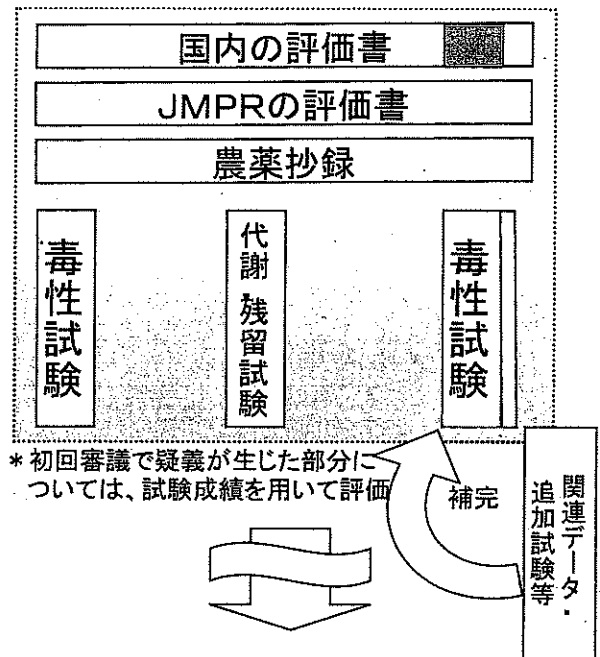 国内の評価書
JMPRの評価書
農薬抄録
毒性試験
代謝・残留試験
毒性試験
*初回審議で疑義が生じた部分に
ついては、試験成績を用いて評価
補完
関連データ・
追加試験等